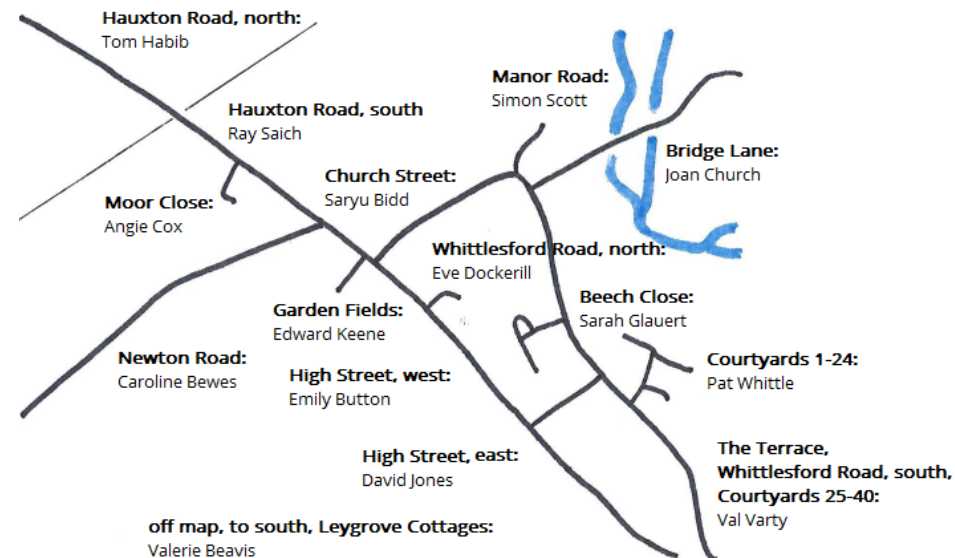 Hauxton Road, north:
Tom Habib
Hauxton Road, south
Ray Saich
Manor Road:
Simon Scott
Bridge Lane:
Joan Church
Church Street:
Saryu Bidd
Moor Close:
Angie Cox
Whittlesford Road, north:
Eve Dockerill
Beech Close:
Sarah Glauert
Garden Fields:
Edward Keene
Newton Road:
Caroline Bewes
Courtyards 1-24:
Pat Whittle
High Street, west:
Emily Button
High Street, east:
David Jones
The Terrace,
Whittlesford Road, south,
Courtyards 25-40:
Val Varty
off map, to south, Leygrove Cottages:
Valerie Beavis